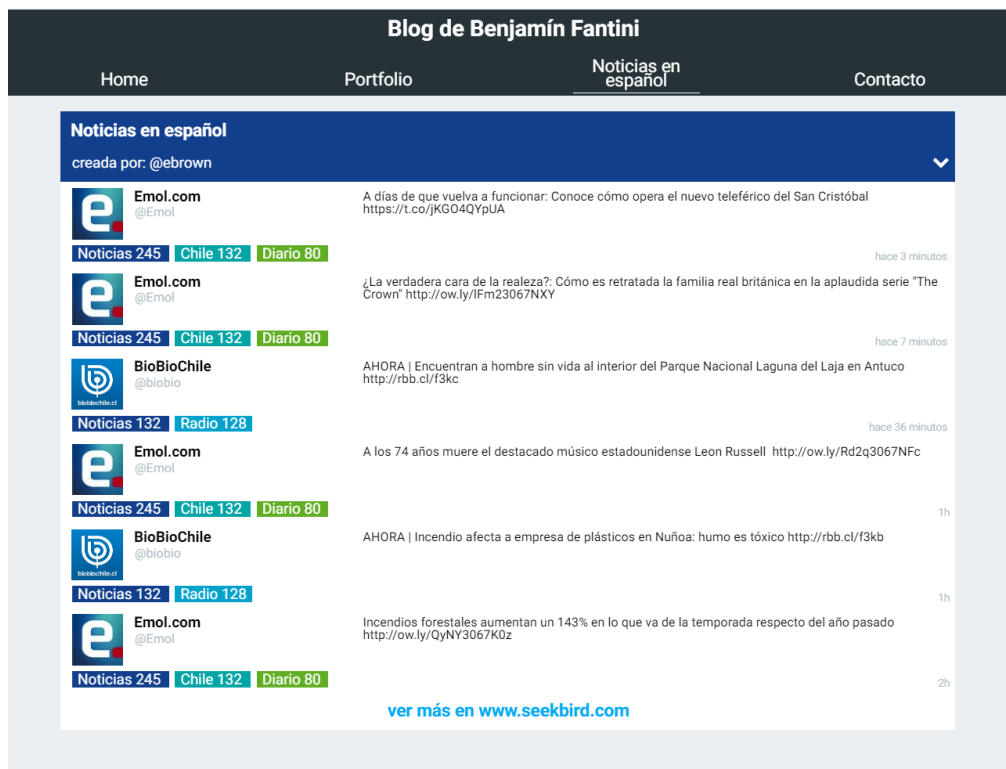 Blog de Benjamín Fantini
Home
Portfolio
Noticias en
español
Contacto
Noticias en español
creada por: @ebrown
Emol.com
@Emol
A días de que vuelva a funcionar: Conoce cómo opera el nuevo teleférico del San Cristóbal
https://t.co/jKGO4QYpUA
Noticias 245 Chile 132 Diario 80
hace 3 minutos
Emol.com
@Emol
¿La verdadera cara de la realeza?: Cómo es retratada la familia real británica en la aplaudida serie "The
Crown" http://ow.ly/lFm23067NXY
Noticias 245 Chile 132 Diario 80
hace 7 minutos
BioBioChile
@biobio
biobiochile.cl
AHORA | Encuentran a hombre sin vida al interior del Parque Nacional Laguna del Laja en Antuco
http://rbb.cl/f3kc
Noticias 132 Radio 128
hace 36 minutos
Emol.com
@Emol
A los 74 años muere el destacado músico estadounidense Leon Russell http://ow.ly/Rd2q3067NFc
Noticias 245 Chile 132 Diario 80
1h
BioBioChile
@biobio
biobiochile.cl
AHORA | Incendio afecta a empresa de plásticos en Nuñoa: humo es tóxico http://rbb.cl/f3kb
Noticias 132 Radio 128
1h
Emol.com
@Emol
Incendios forestales aumentan un 143% en lo que va de la temporada respecto del año pasado
http://ow.ly/QyNY3067K0z
Noticias 245 Chile 132 Diario 80
2h
ver más en www.seekbird.com